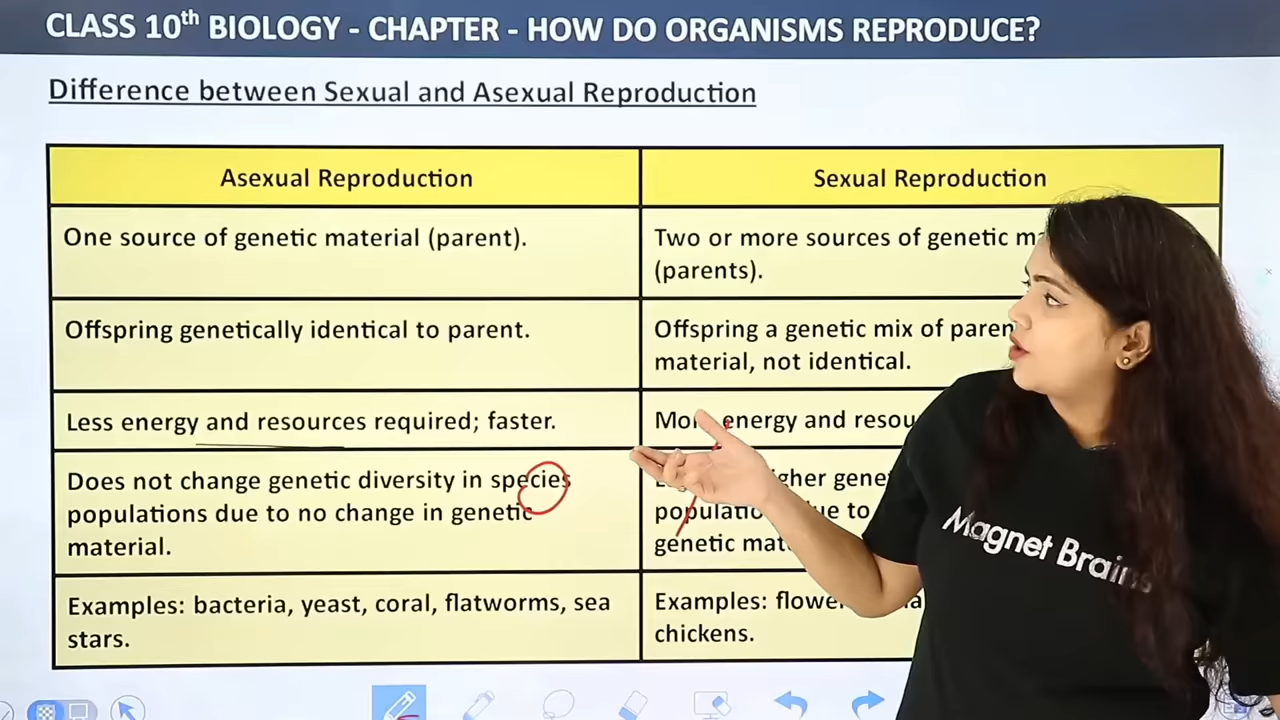 CLASS 10th BIOLOGY - CHAPTER - HOW DO ORGANISMS REPRODUCE?
Difference between Sexual and Asexual Reproduction
Asexual Reproduction
Sexual Reproduction
One source of genetic material (parent).
Two or more sources of genetic
(parents).
Offspring genetically identical to parent.
Offspring a genetic mix of
material, not identical.
Less energy and resources required; faster.
energy and
Does not change genetic diversity in species
populations due to no change in genetic
material.
to
genetic
Examples: bacteria, yeast, coral, flatworms, sea
stars.
Examples:
chickens.
Magnet Brains